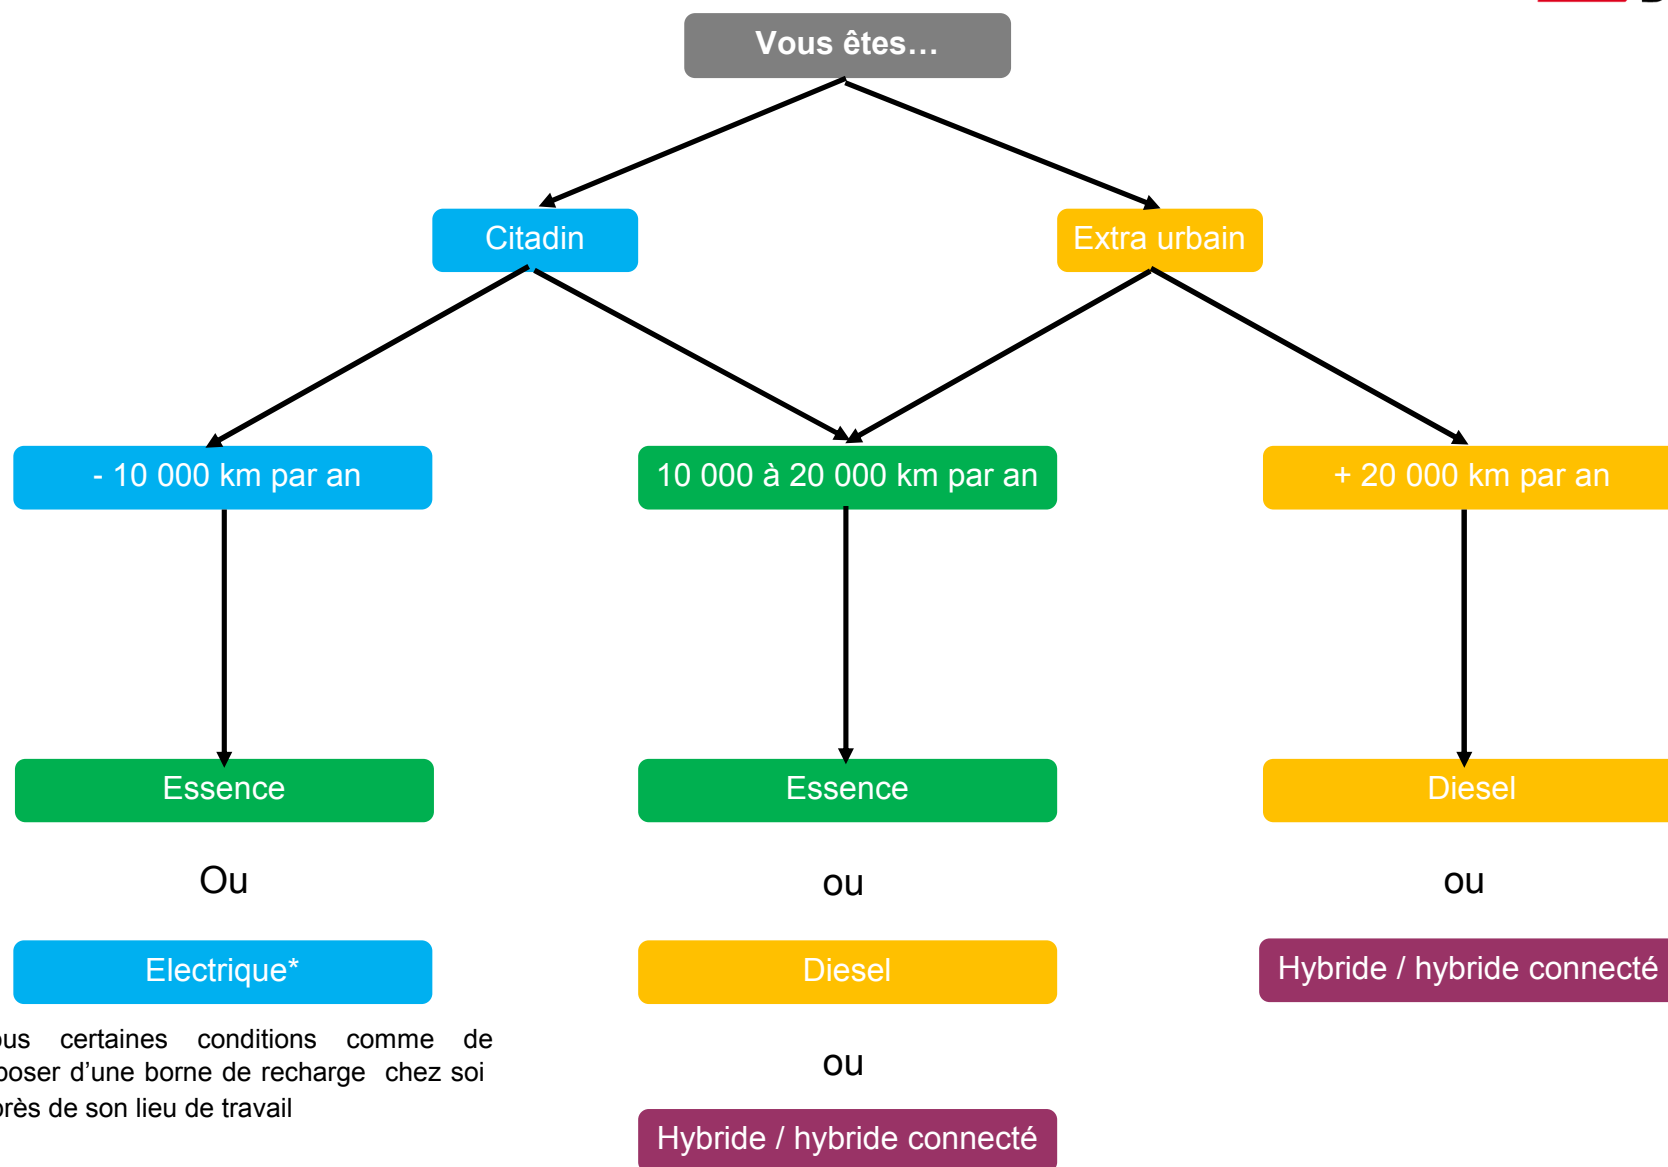 Vous êtes…
Citadin
Extra urbain
- 10 000 km par an
10 000 à 20 000 km par an
+ 20 000 km par an
Essence
Essence
Diesel
Ou
ou
ou
Electrique*
Diesel
Hybride / hybride connecté
certaines conditions comme de
d’une borne de recharge chez soi
de son lieu de travail
ou
Hybride / hybride connecté